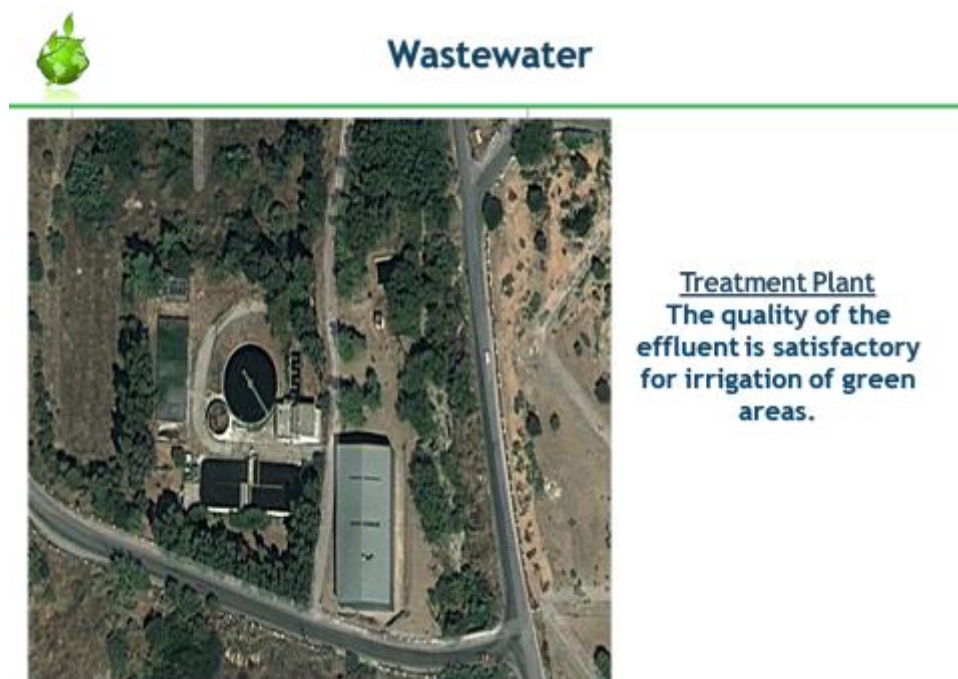 Wastewater
Treatment Plant
The quality of the
effluent is satisfactory
for irrigation of green
areas.